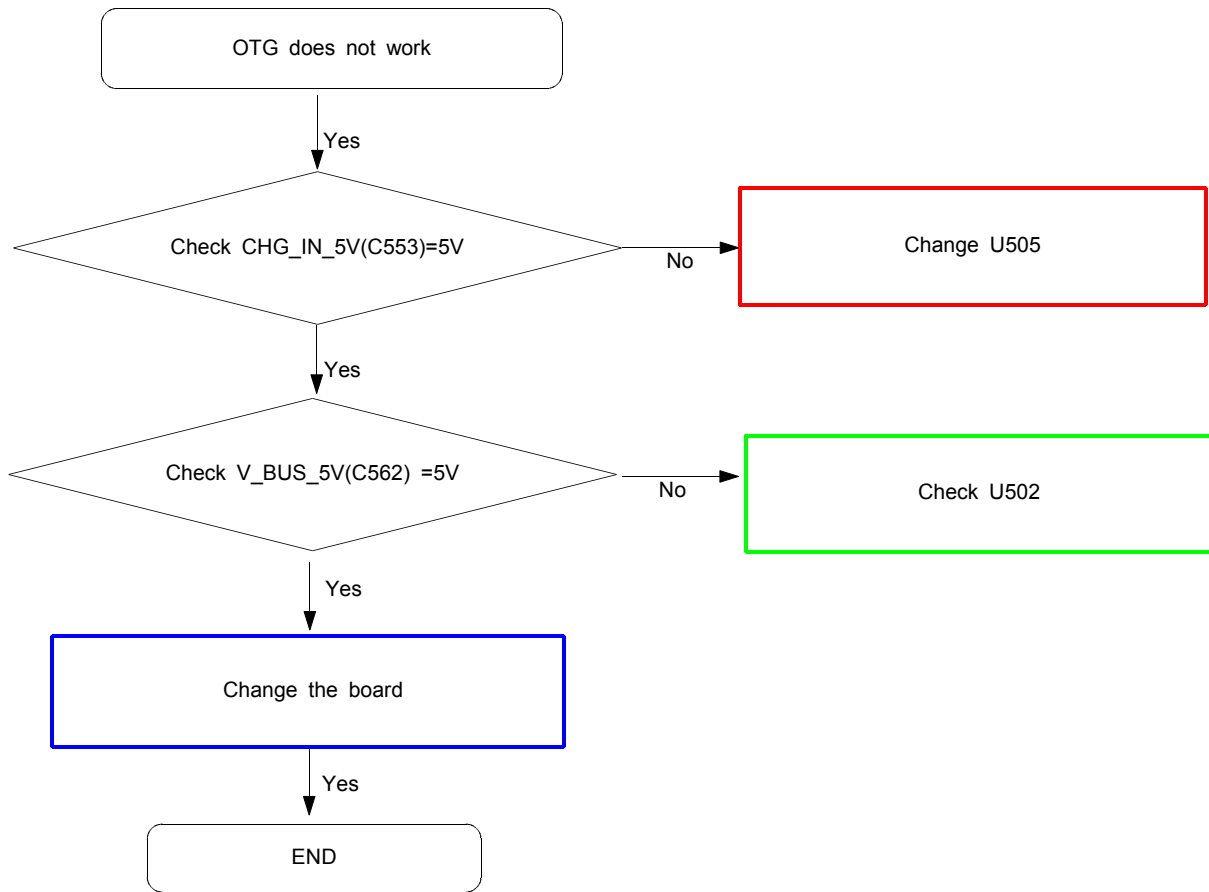 OTG does not work
Yes
Check CHG_IN_5V(C553)=5V
No
Change U505
Yes
Check V_BUS_5V(C562) =5V
No
Check U502
Yes
Change the board
Yes
END